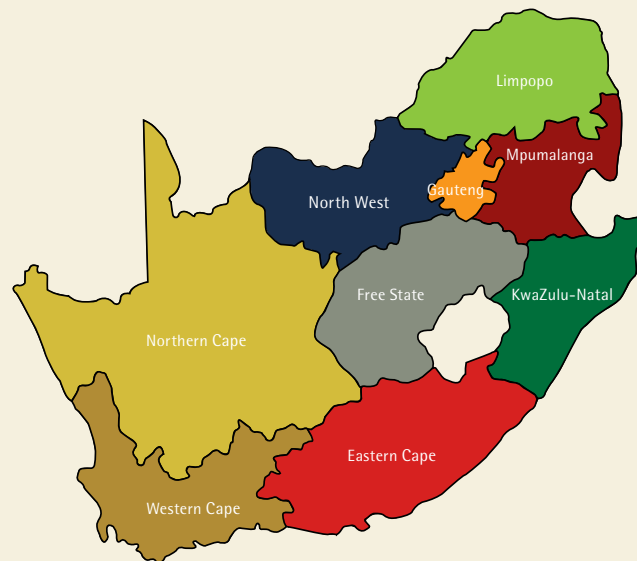 Limpopo
Mpumalanga
Gauteng
North West
Free State
KwaZulu-Natal
Northern Cape
Eastern Cape
Western Cape